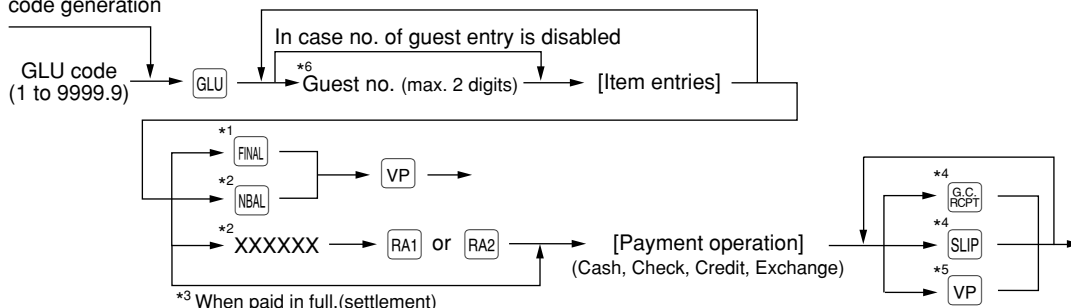 code generation
In case no. of guest entry is disabled
GLU code
(1 to 9999.9)
GLU
*6
Guest no. (max. 2 digits)
[Item entries]
*1
FINAL
VP
*2
NBAL
*2
XXXXXX
RA1 or RA2
[Payment operation]
(Cash, Check, Credit, Exchange)
*4
G.C.
RCPT
*4
SLIP
*5
VP
*3 When paid in full.(settlement)